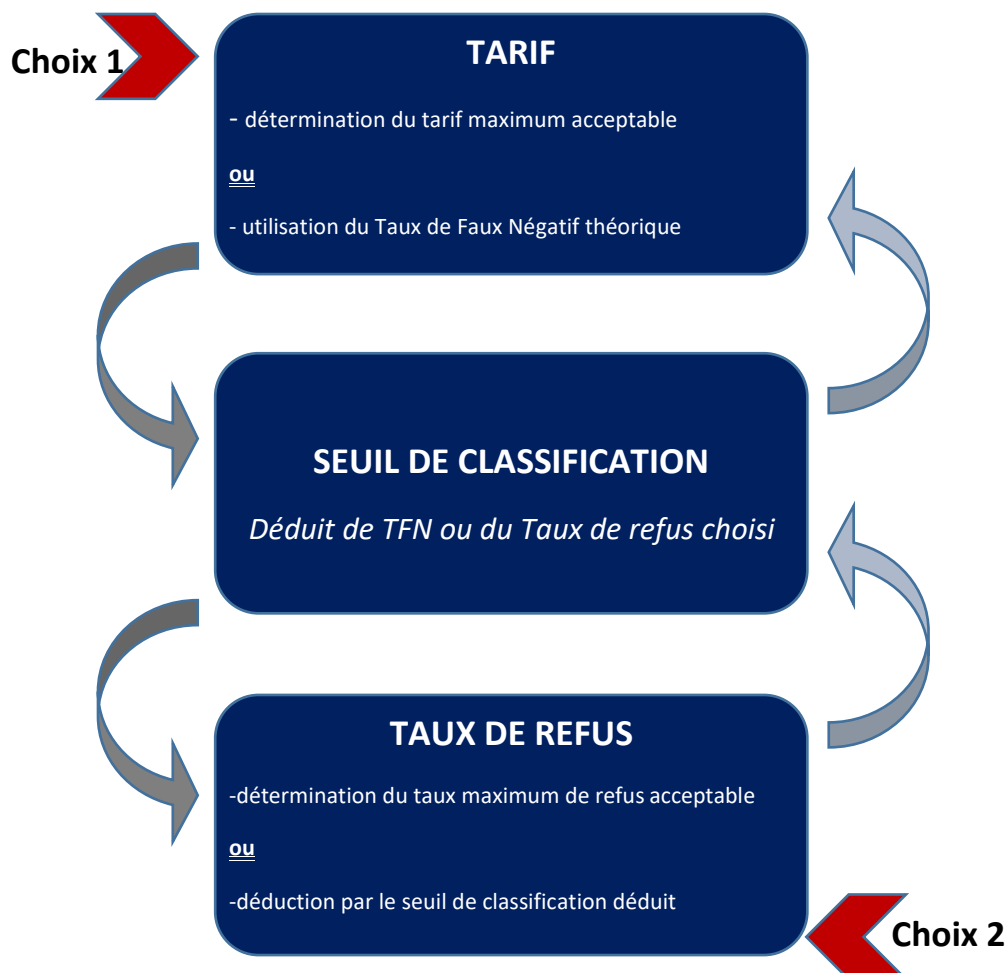 Choix 1
TARIF
- détermination du tarif maximum acceptable
ou
- utilisation du Taux de Faux Négatif théorique
SEUIL DE CLASSIFICATION
Déduit de TFN ou du Taux de refus choisi
TAUX DE REFUS
-détermination du taux maximum de refus acceptable
ou
-déduction par le seuil de classification déduit
Choix 2